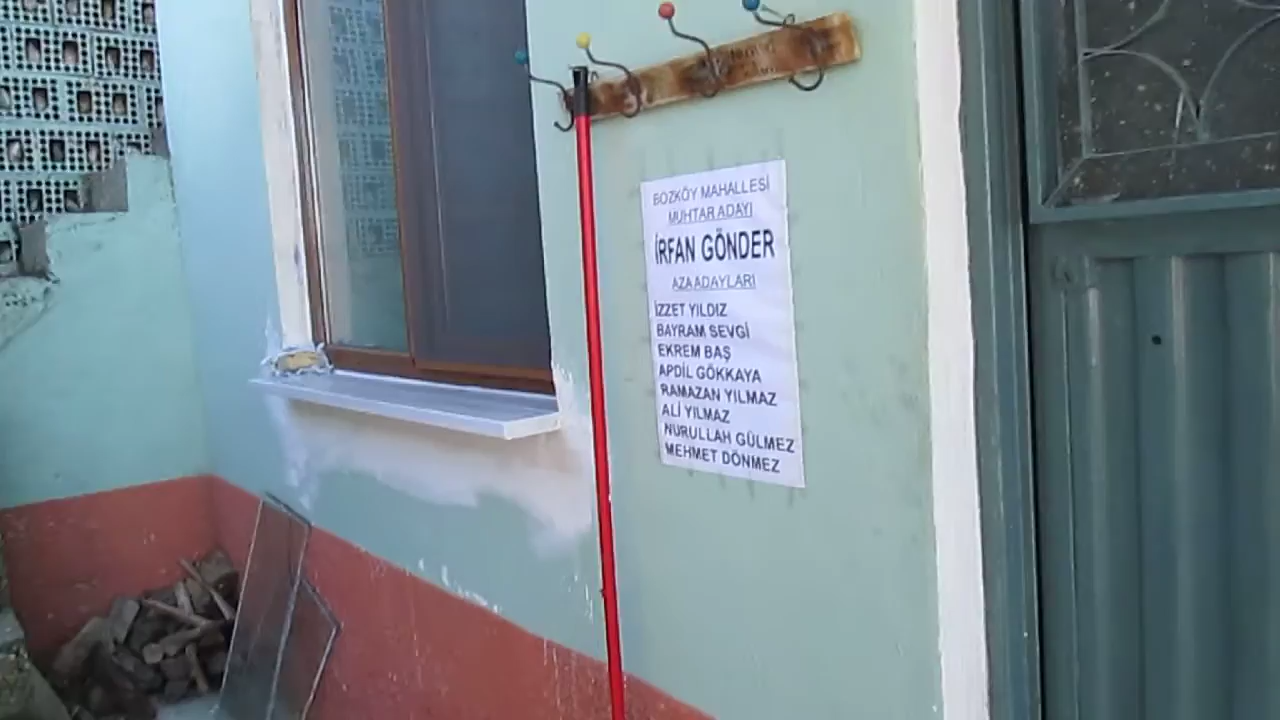 BOZKÖY MAHALLESİ
MUHTAR ADAYI
İRFAN GÖNDER
AZA ADAYLARI
İZZET YILDIZ
BAYRAM SEVGİ
EKREM BAŞ
APDİL GÖKKAYA
RAMAZAN YILMAZ
ALİ YILMAZ
NURULLAH GÜLMEZ
MEHMET DÖNMEZ